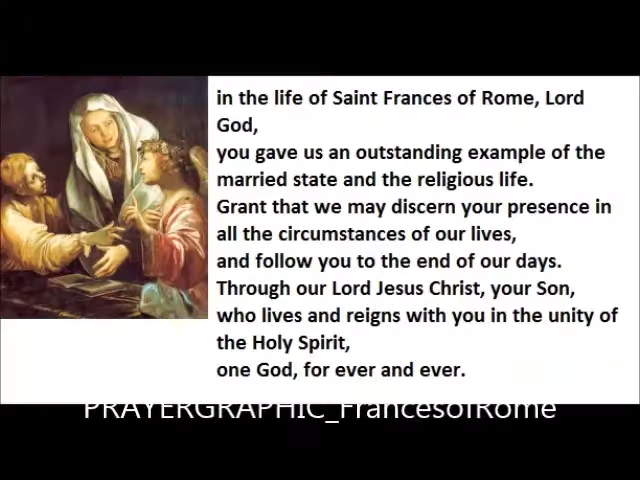 in the life of Saint Frances of Rome, Lord
God,
you gave us an outstanding example of the
married state and the religious life.
Grant that we may discern your presence in
all the circumstances of our lives,
and follow you to the end of our days.
Through our Lord Jesus Christ, your Son,
who lives and reigns with you in the unity of
the Holy Spirit,
one God, for ever and ever.
PRAYERGRAPHIC_FrancesofRome